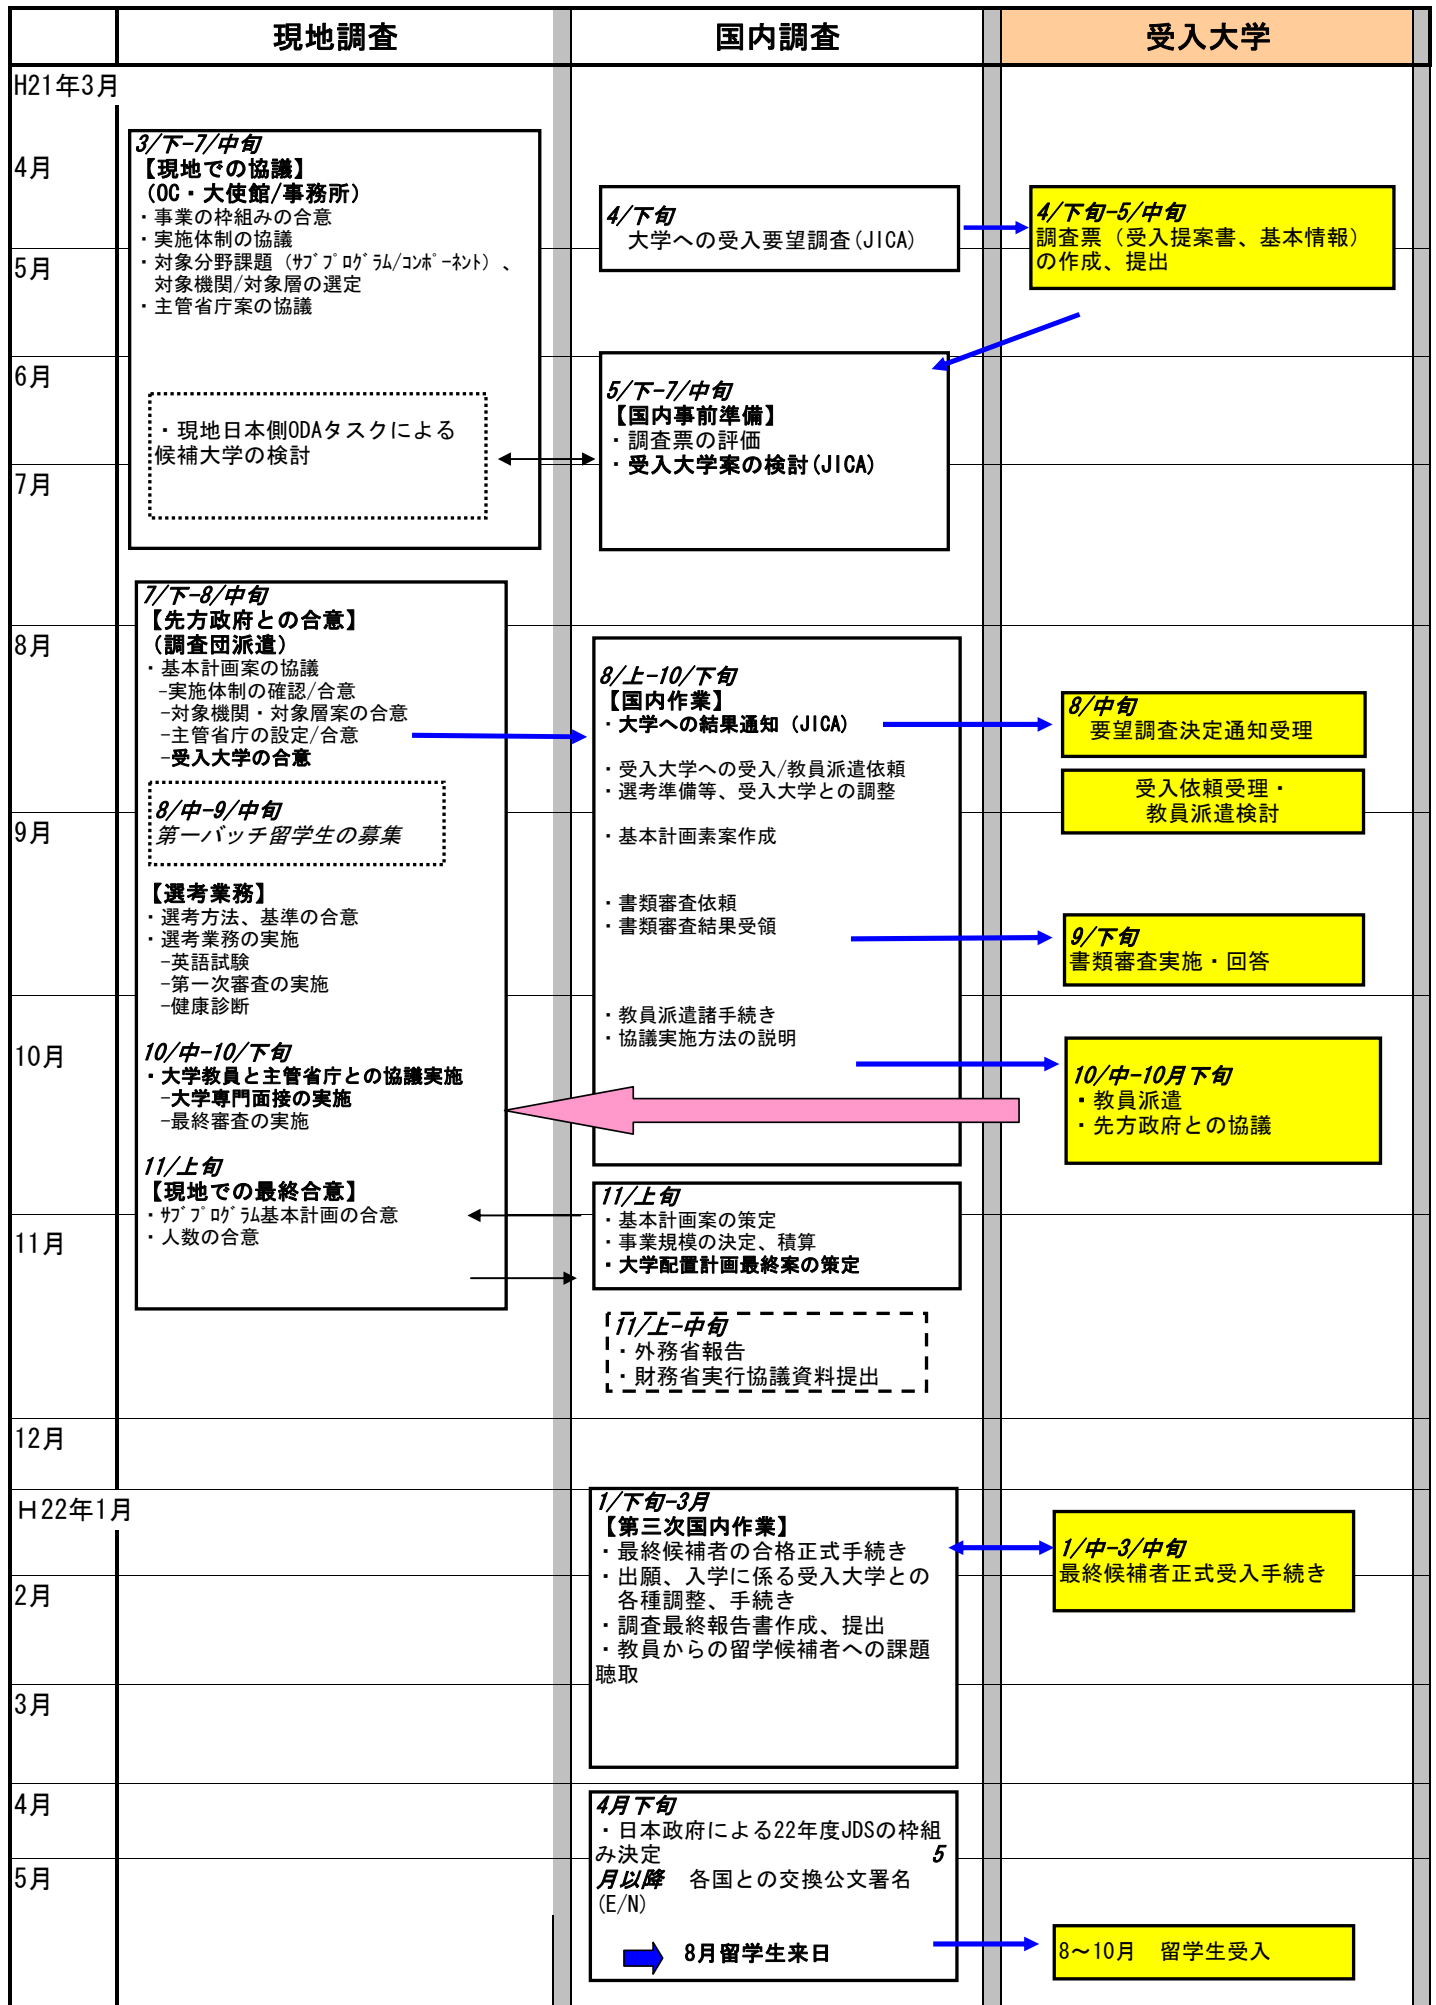 現地調査
国内調査
受入大学
H21年3月
4月
5月
6月
7月
8月
9月
10月
11月
12月
H22年1月
2月
3月
4月
5月
3/下-7/中旬
【現地での協議】
(OC・大使館/事務所)
・事業の枠組みの合意
・実施体制の協議
・対象分野課題（ｻﾌﾞﾌﾟﾛｸﾞﾗﾑ/ｺﾝﾎﾟｰﾈﾝﾄ）、
対象機関/対象層の選定
・主管省庁案の協議
・現地日本側ODAタスクによる
候補大学の検討
7/下-8/中旬
【先方政府との合意】
(調査団派遣)
・基本計画案の協議
-実施体制の確認/合意
-対象機関・対象層案の合意
-主管省庁の設定/合意
-受入大学の合意
8/中-9/中旬
第一バッチ留学生の募集
【選考業務】
・選考方法、基準の合意
・選考業務の実施
-英語試験
-第一次審査の実施
-健康診断
10/中-10/下旬
・大学教員と主管省庁との協議実施
-大学専門面接の実施
-最終審査の実施
11/上旬
【現地での最終合意】
・ｻﾌﾞﾌﾟﾛｸﾞﾗﾑ基本計画の合意
・人数の合意
4/下旬
大学への受入要望調査(JICA)
5/下-7/中旬
【国内事前準備】
・調査票の評価
・受入大学案の検討(JICA)
8/上-10/下旬
【国内作業】
・大学への結果通知（JICA）
・受入大学への受入/教員派遣依頼
・選考準備等、受入大学との調整
・基本計画素案作成
・書類審査依頼
・書類審査結果受領
・教員派遣諸手続き
・協議実施方法の説明
11/上旬
・基本計画案の策定
・事業規模の決定、積算
・大学配置計画最終案の策定
11/上-中旬
・外務省報告
・財務省実行協議資料提出
1/下旬-3月
【第三次国内作業】
・最終候補者の合格正式手続き
・出願、入学に係る受入大学との
各種調整、手続き
・調査最終報告書作成、提出
・教員からの留学候補者への課題
聴取
4月下旬
・日本政府による22年度JDSの枠組
み決定 5
月以降 各国との交換公文署名
(E/N)
8月留学生来日
4/下旬-5/中旬
調査票（受入提案書、基本情報）
の作成、提出
8/中旬
要望調査決定通知受理
受入依頼受理・
教員派遣検討
9/下旬
書類審査実施・回答
10/中-10月下旬
・教員派遣
・先方政府との協議
1/中-3/中旬
最終候補者正式受入手続き
8～10月 留学生受入